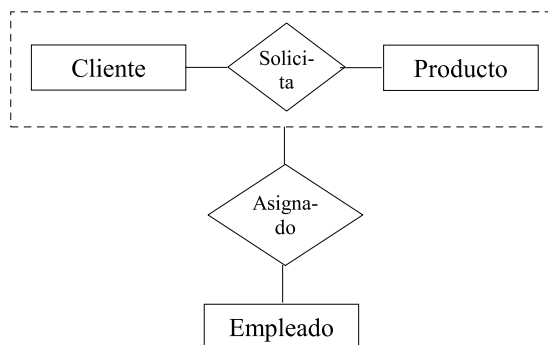 Cliente
Solici-
ta
Producto
Asigna-
do
Empleado